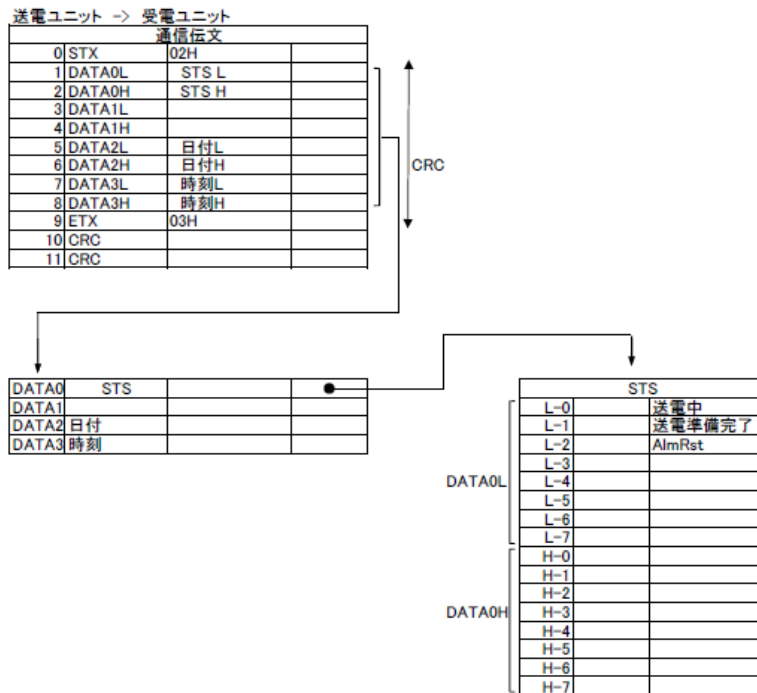 送電ユニット -> 受電ユニット
通信伝文
0 STX 02H
1 DATA0L STS L
2 DATA0H STS H
3 DATA1L
4 DATA1H
5 DATA2L 日付L
6 DATA2H 日付H
7 DATA3L 時刻L
8 DATA3H 時刻H
9 ETX 03H
10 CRC
11 CRC
CRC
DATA0 STS
DATA1
DATA2 日付
DATA3 時刻
STS
L-0 送電中
L-1 送電準備完了
L-2 AlmRst
L-3
DATA0L
L-4
L-5
L-6
L-7
H-0
H-1
H-2
DATA0H
H-3
H-4
H-5
H-6
H-7